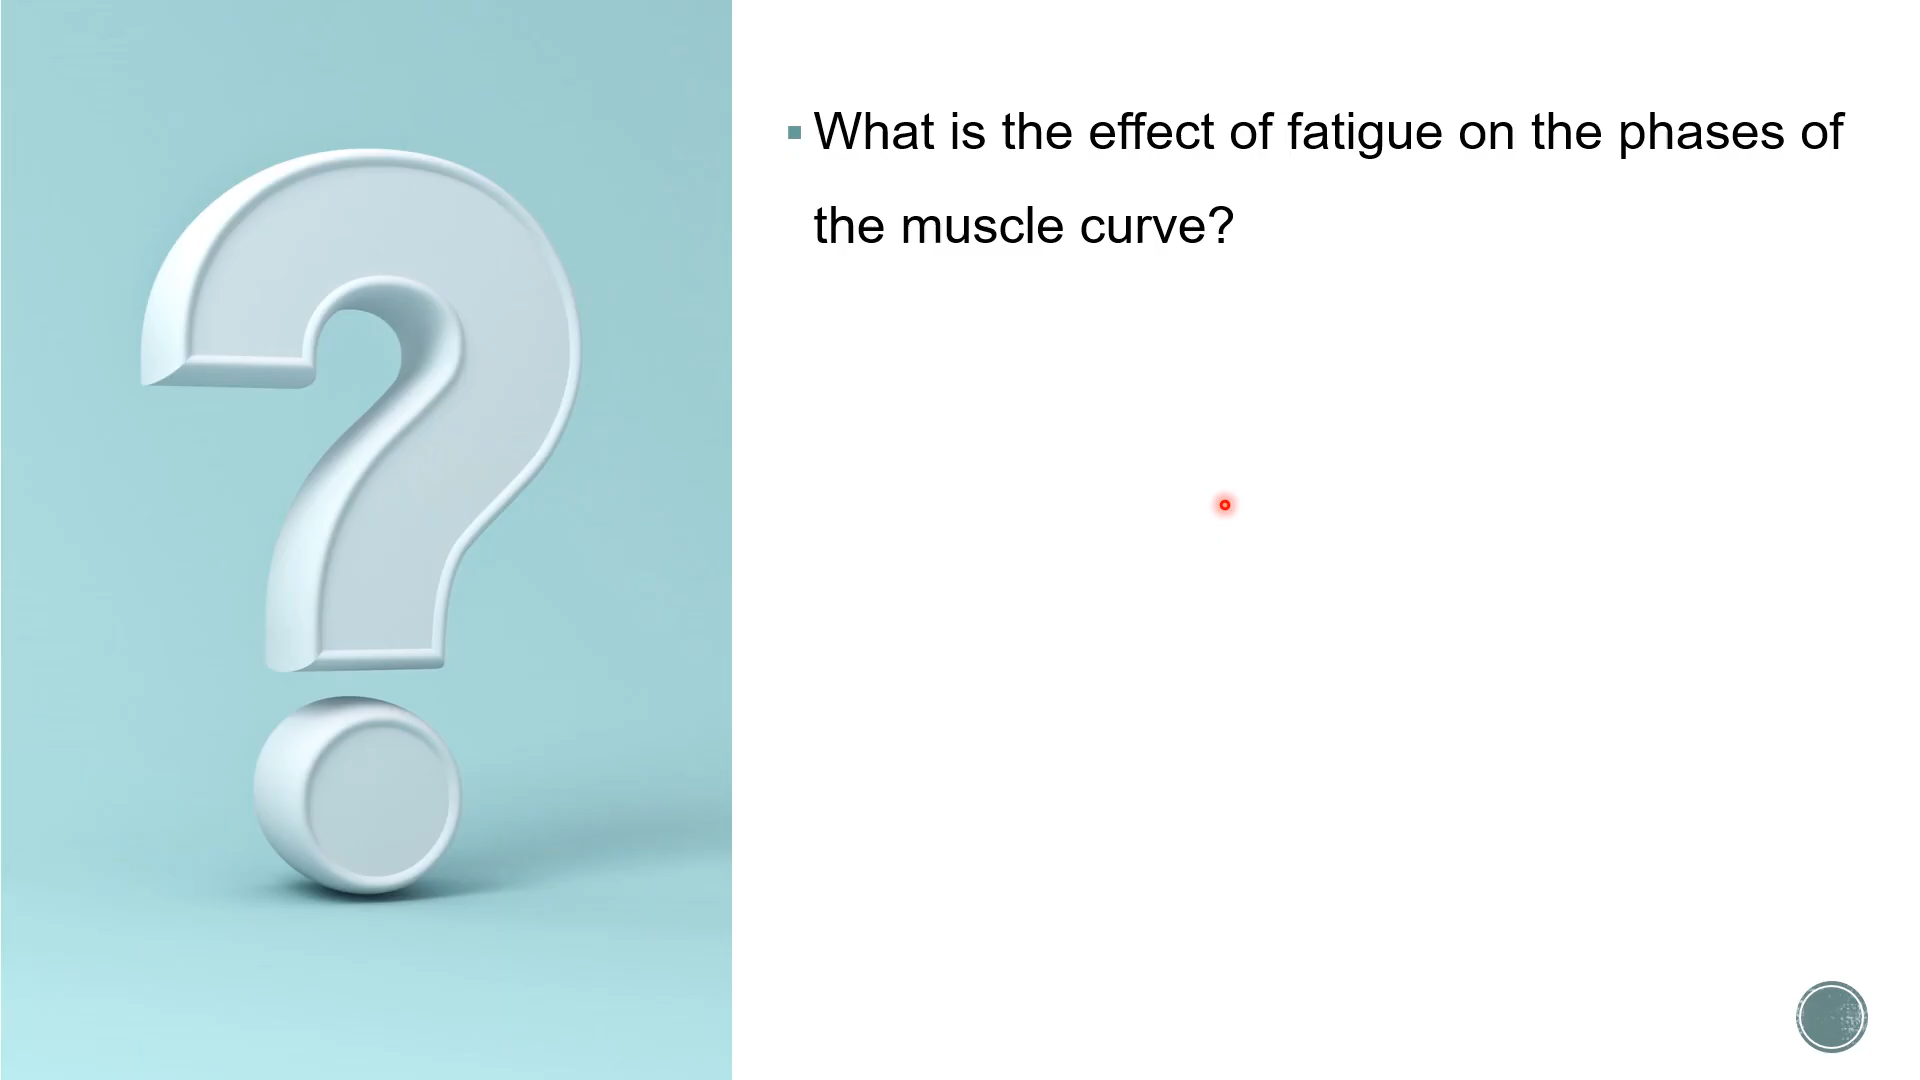 What is the effect of fatigue on the phases of
the muscle curve?